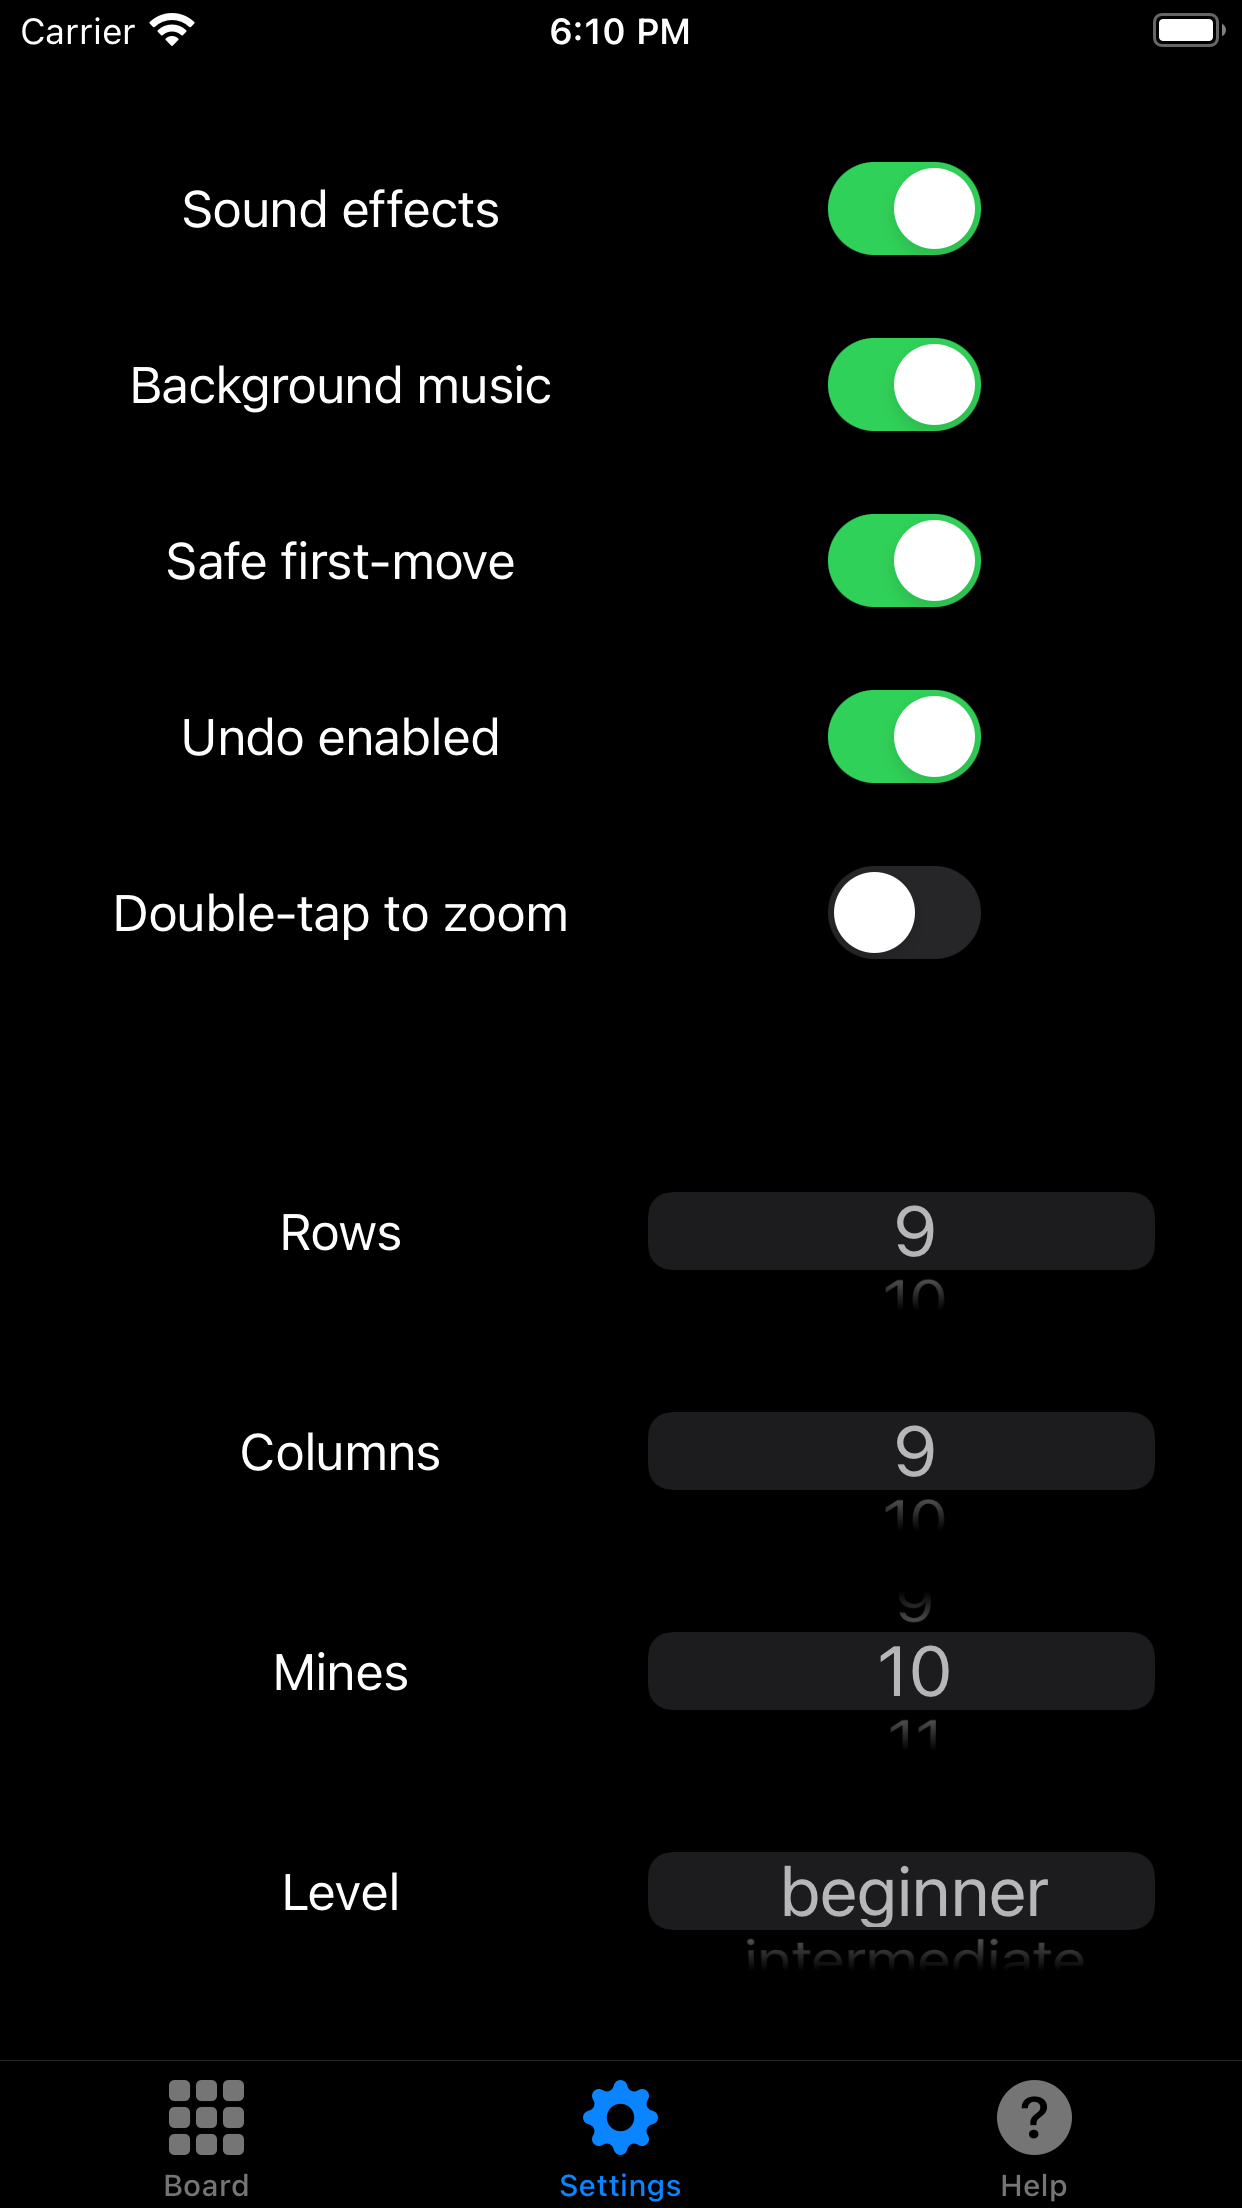 Carrier 6:10 PM
Sound effects
Background music
Safe first-move
Undo enabled
Double-tap to zoom
Rows 9
10
Columns 9
10
9
Mines 10
11
Level beginner
intermediate
Board Settings Help